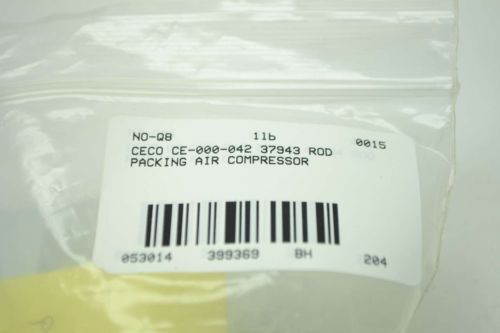 NO-Q8 11b 0015
CECO CE-000-042 37943 ROD
PACKING AIR COMPRESSOR
053014 399369 BH 204